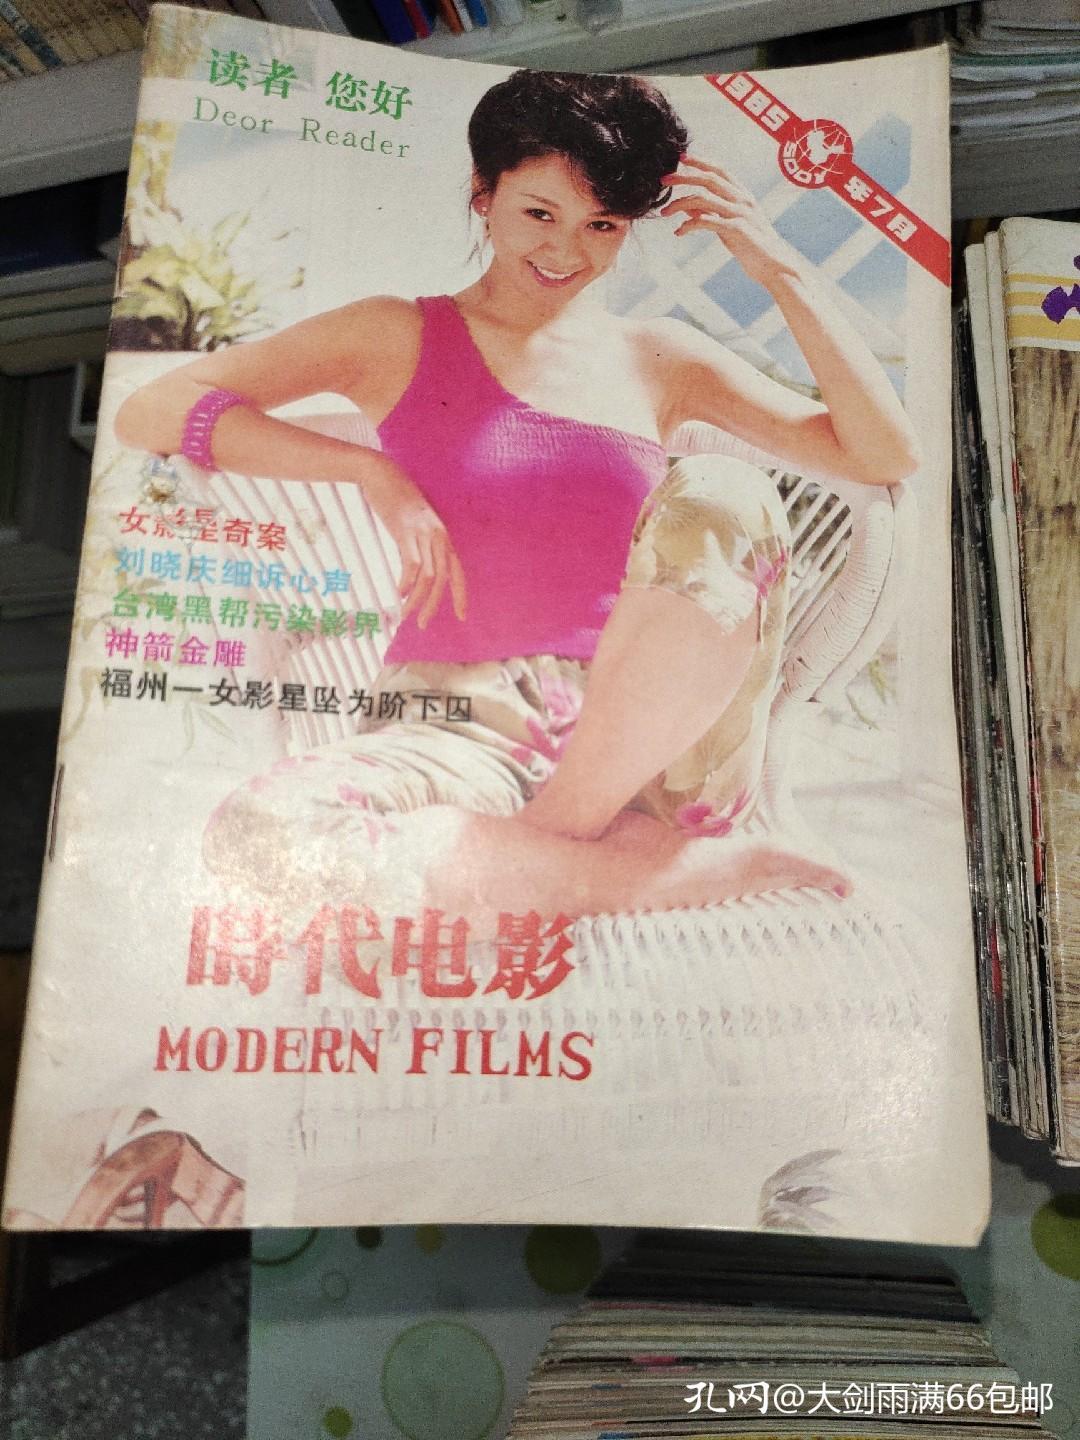 读者 您好
Deor Reader
1985
年7月
女影星奇案
刘晓庆细诉心声
台湾黑帮污染影界
神箭金雕
福州一女影星坠为阶下囚
時代电影
MODERN FILMS
孔网@大剑雨满66包邮